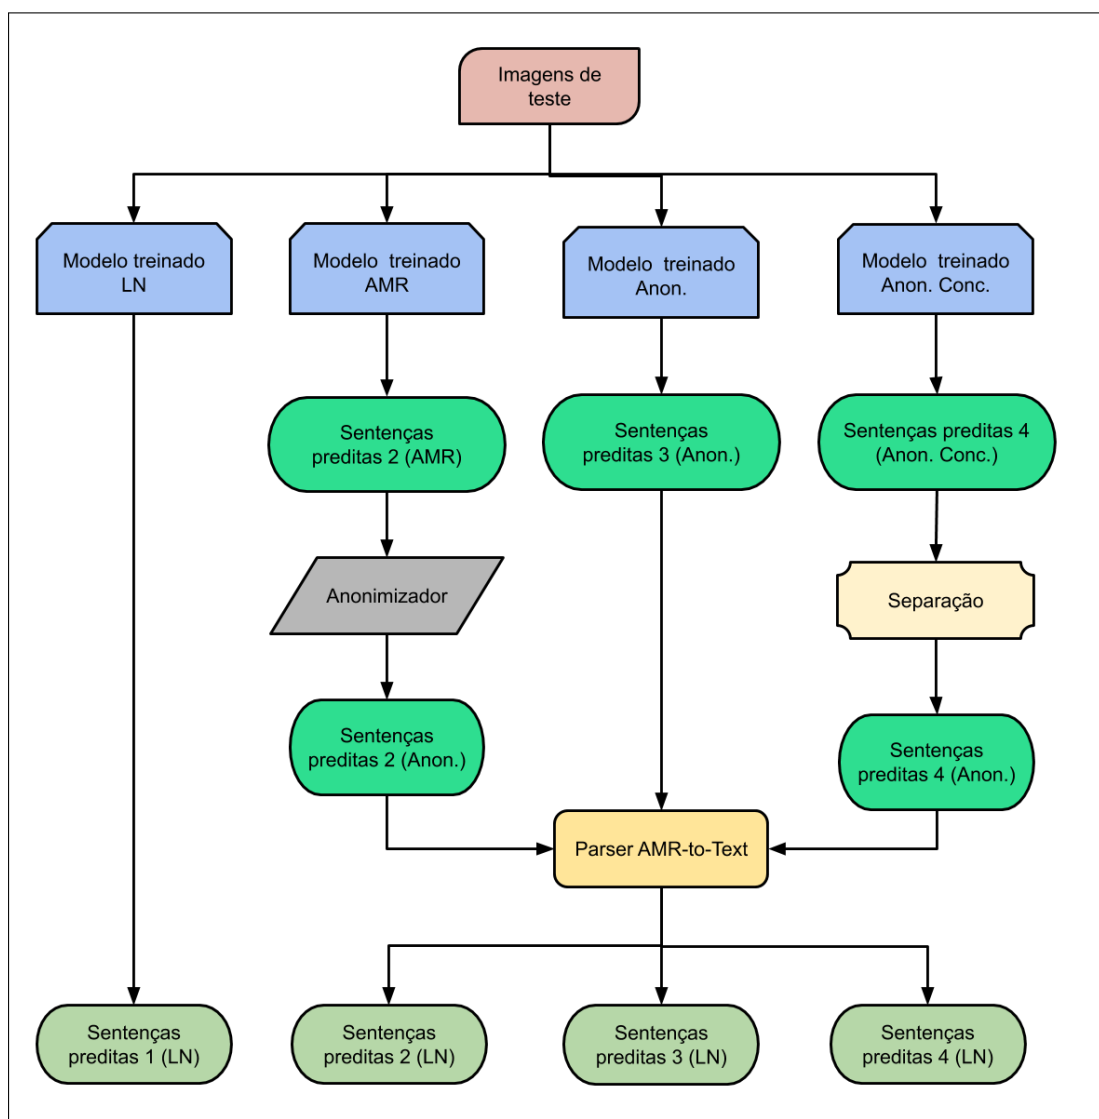 Imagens de
teste
Modelo treinado
LN
Modelo treinado
AMR
Modelo treinado
Anon.
Modelo treinado
Anon. Conc.
Sentenças
preditas 2 (AMR)
Sentenças
preditas 3 (Anon.)
Sentenças preditas 4
(Anon. Conc.)
Anonimizador
Separação
Sentenças
preditas 2 (Anon.)
Sentenças
preditas 4 (Anon.)
Parser AMR-to-Text
Sentenças
preditas 1 (LN)
Sentenças
preditas 2 (LN)
Sentenças
preditas 3 (LN)
Sentenças
preditas 4 (LN)